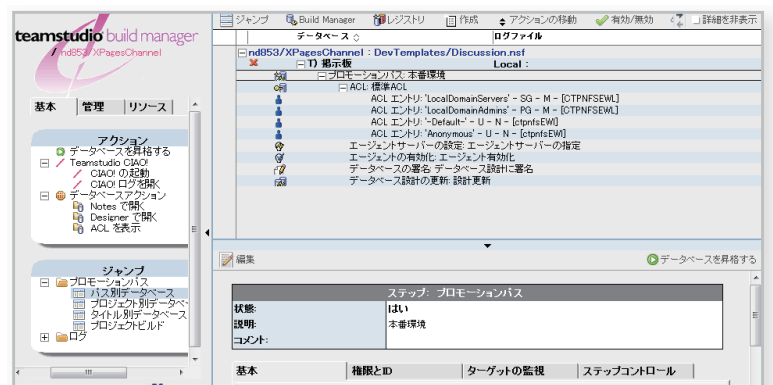 teamstudio build manager
nd853/XPagesChannel
基本 管理 リソース
アクション
データベースを昇格する
Teamstudio CIAO!
CIAO! の起動
CIAO! ログを開く
データベースアクション
Notes で開く
Designer で開く
ACL を表示
ジャンプ
プロモーションパス
パス別データベース
プロジェクト別データベー
タイトル別データベース
プロジェクトビルド
ログ
ジャンプ Build Manager レジストリ 作成 アクションの移動 有効/無効 詳細を非表示
データベース ログファイル
nd853/XPagesChannel : DevTemplates/Discussion.nsf
T) 掲示板 Local :
プロモーションパス: 本番環境
ACL: 標準ACL
ACL エントリ: 'LocalDomainServers' - SG - M - [CTPNFSEWL]
ACL エントリ: 'LocalDomainAdmins' - PG - M - [CTPNFSEWL]
ACL エントリ: '-Default-' - U - N - [ctpnfsEWl]
ACL エントリ: 'Anonymous' - U - N - [ctpnfsEWl]
エージェントサーバーの設定: エージェントサーバーの指定
エージェントの有効化: エージェント有効化
データベースの署名: データベース設計に署名
データベース設計の更新: 設計更新
編集 データベースを昇格する
ステップ: プロモーションパス
状態: はい
説明: 本番環境
コメント:
基本 権限とID ターゲットの監視 ステップコントロール